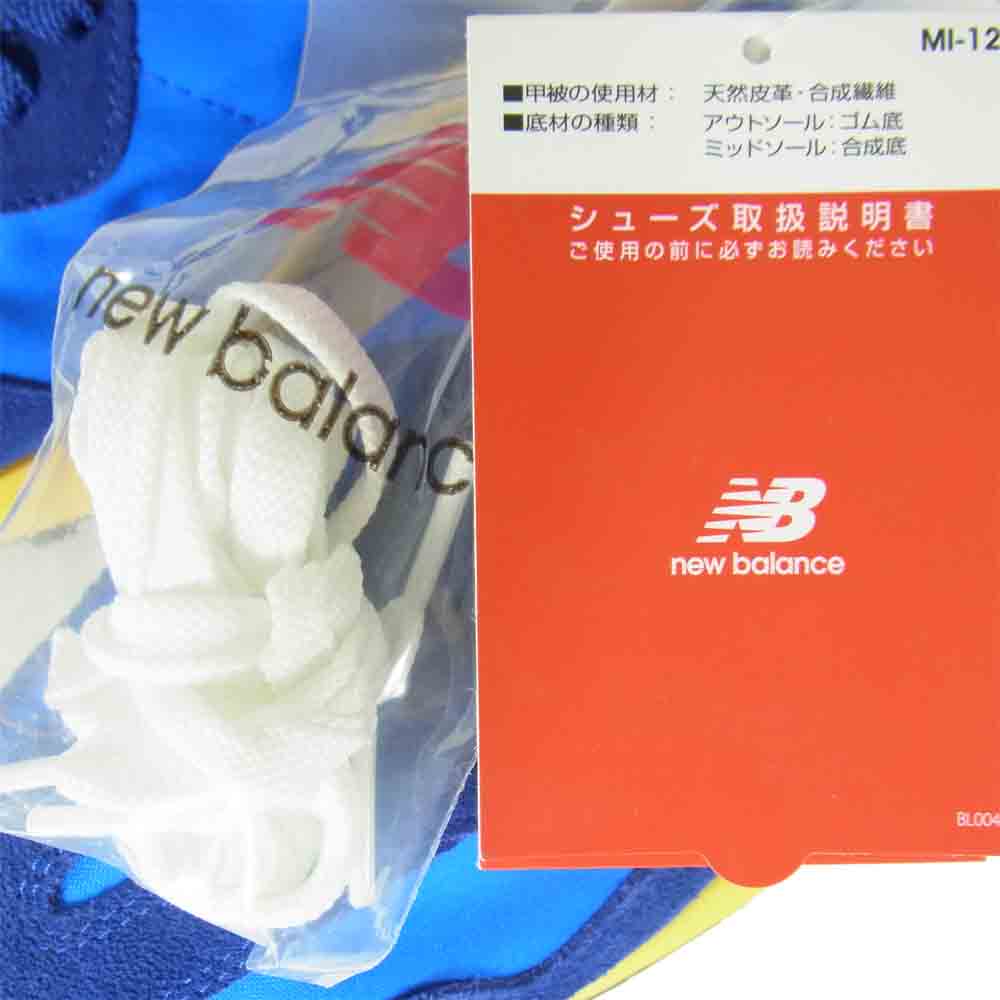 MI-12
■甲被の使用材： 天然皮革・合成繊維
■底材の種類： アウトソール：ゴム底
ミッドソール：合成底
シューズ取扱説明書
ご使用の前に必ずお読みください
new balanc
NB
new balance
BL004